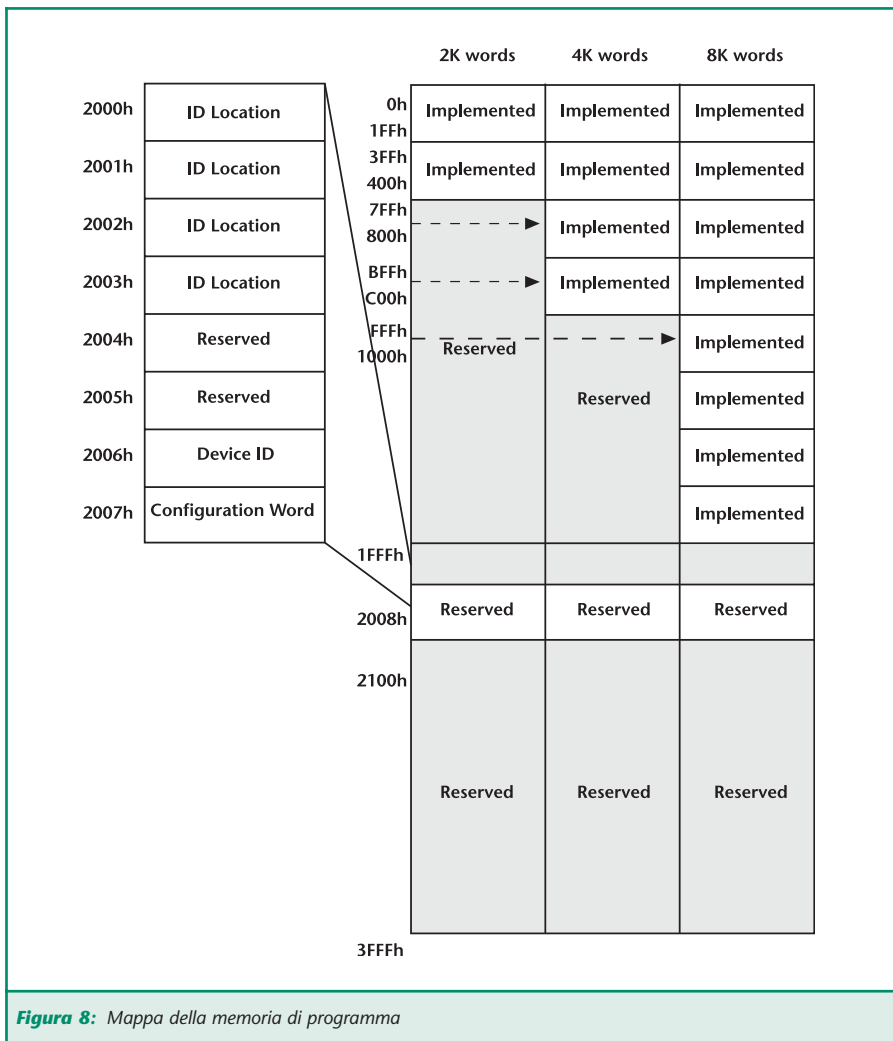 2K words 4K words 8K words
2000h ID Location
2001h ID Location
2002h ID Location
2003h ID Location
2004h Reserved
2005h Reserved
2006h Device ID
2007h Configuration Word
0h Implemented Implemented Implemented
1FFh
3FFh Implemented Implemented Implemented
400h
7FFh Implemented Implemented
800h
BFFh Implemented Implemented
C00h
FFFh Reserved Implemented
1000h
Reserved Implemented
Implemented
Implemented
1FFFh
2008h Reserved Reserved Reserved
2100h
Reserved Reserved Reserved
3FFFh
Figura 8: Mappa della memoria di programma